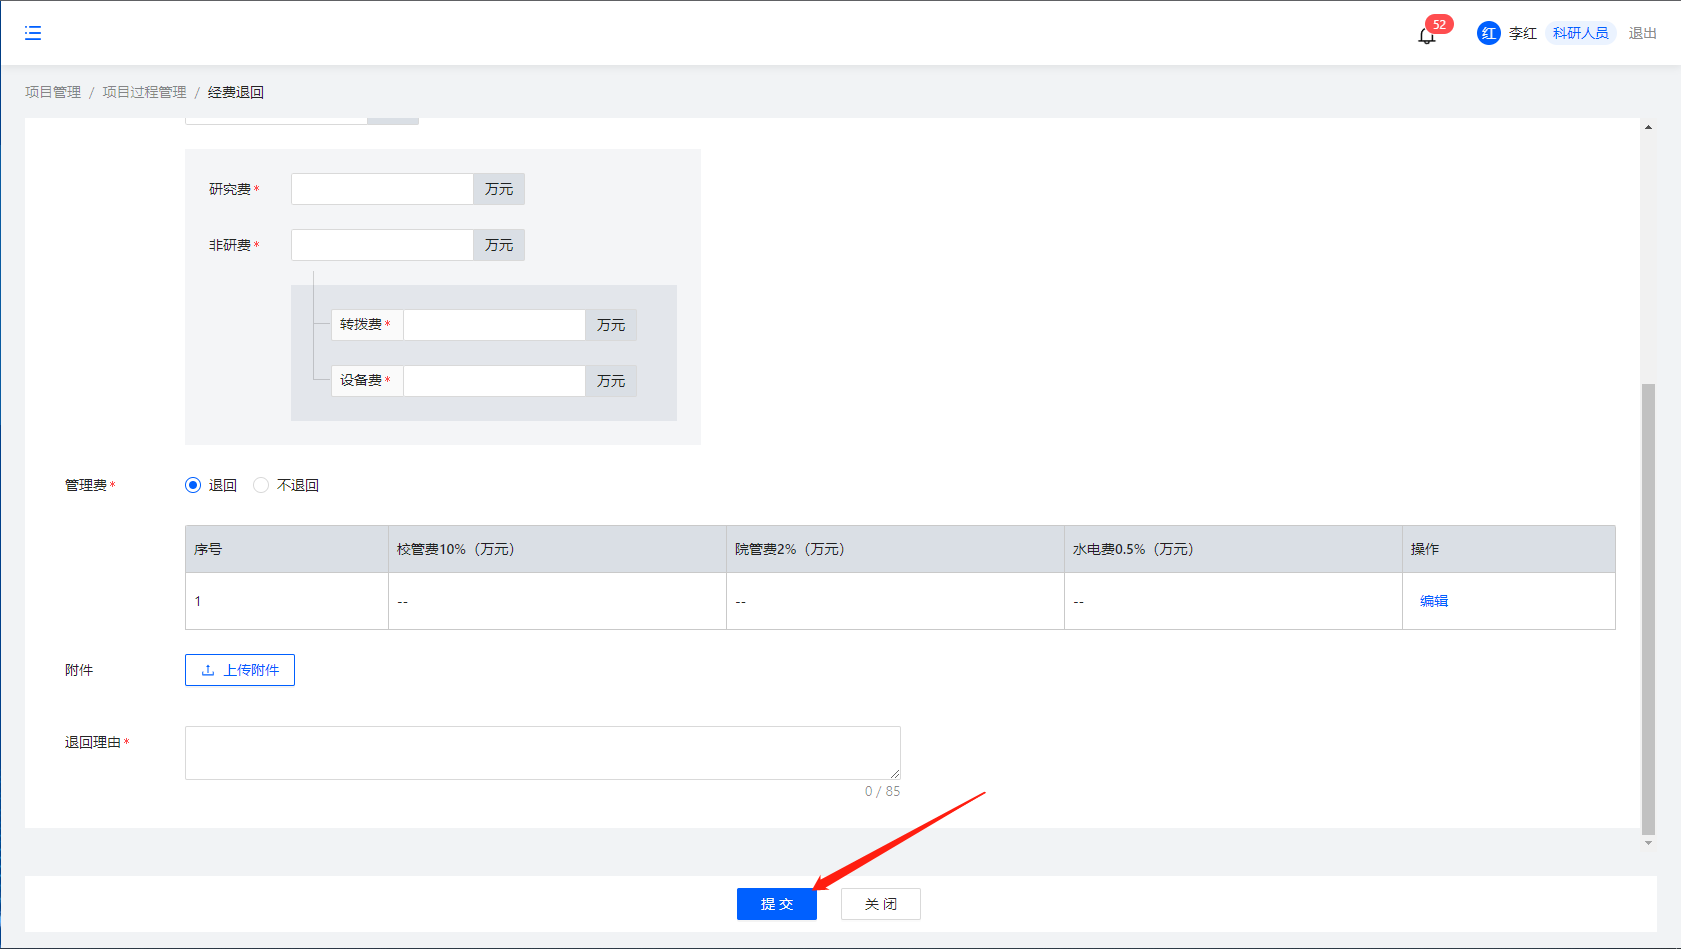 52
红 李红 科研人员 退出
项目管理 / 项目过程管理 / 经费退回
研究费* 万元
非研费* 万元
转拨费* 万元
设备费* 万元
管理费* 退回 不退回
序号 校管费10%（万元） 院管费2%（万元） 水电费0.5%（万元） 操作
1 -- -- -- 编辑
附件 上传附件
退回理由*
0 / 85
提 交 关 闭